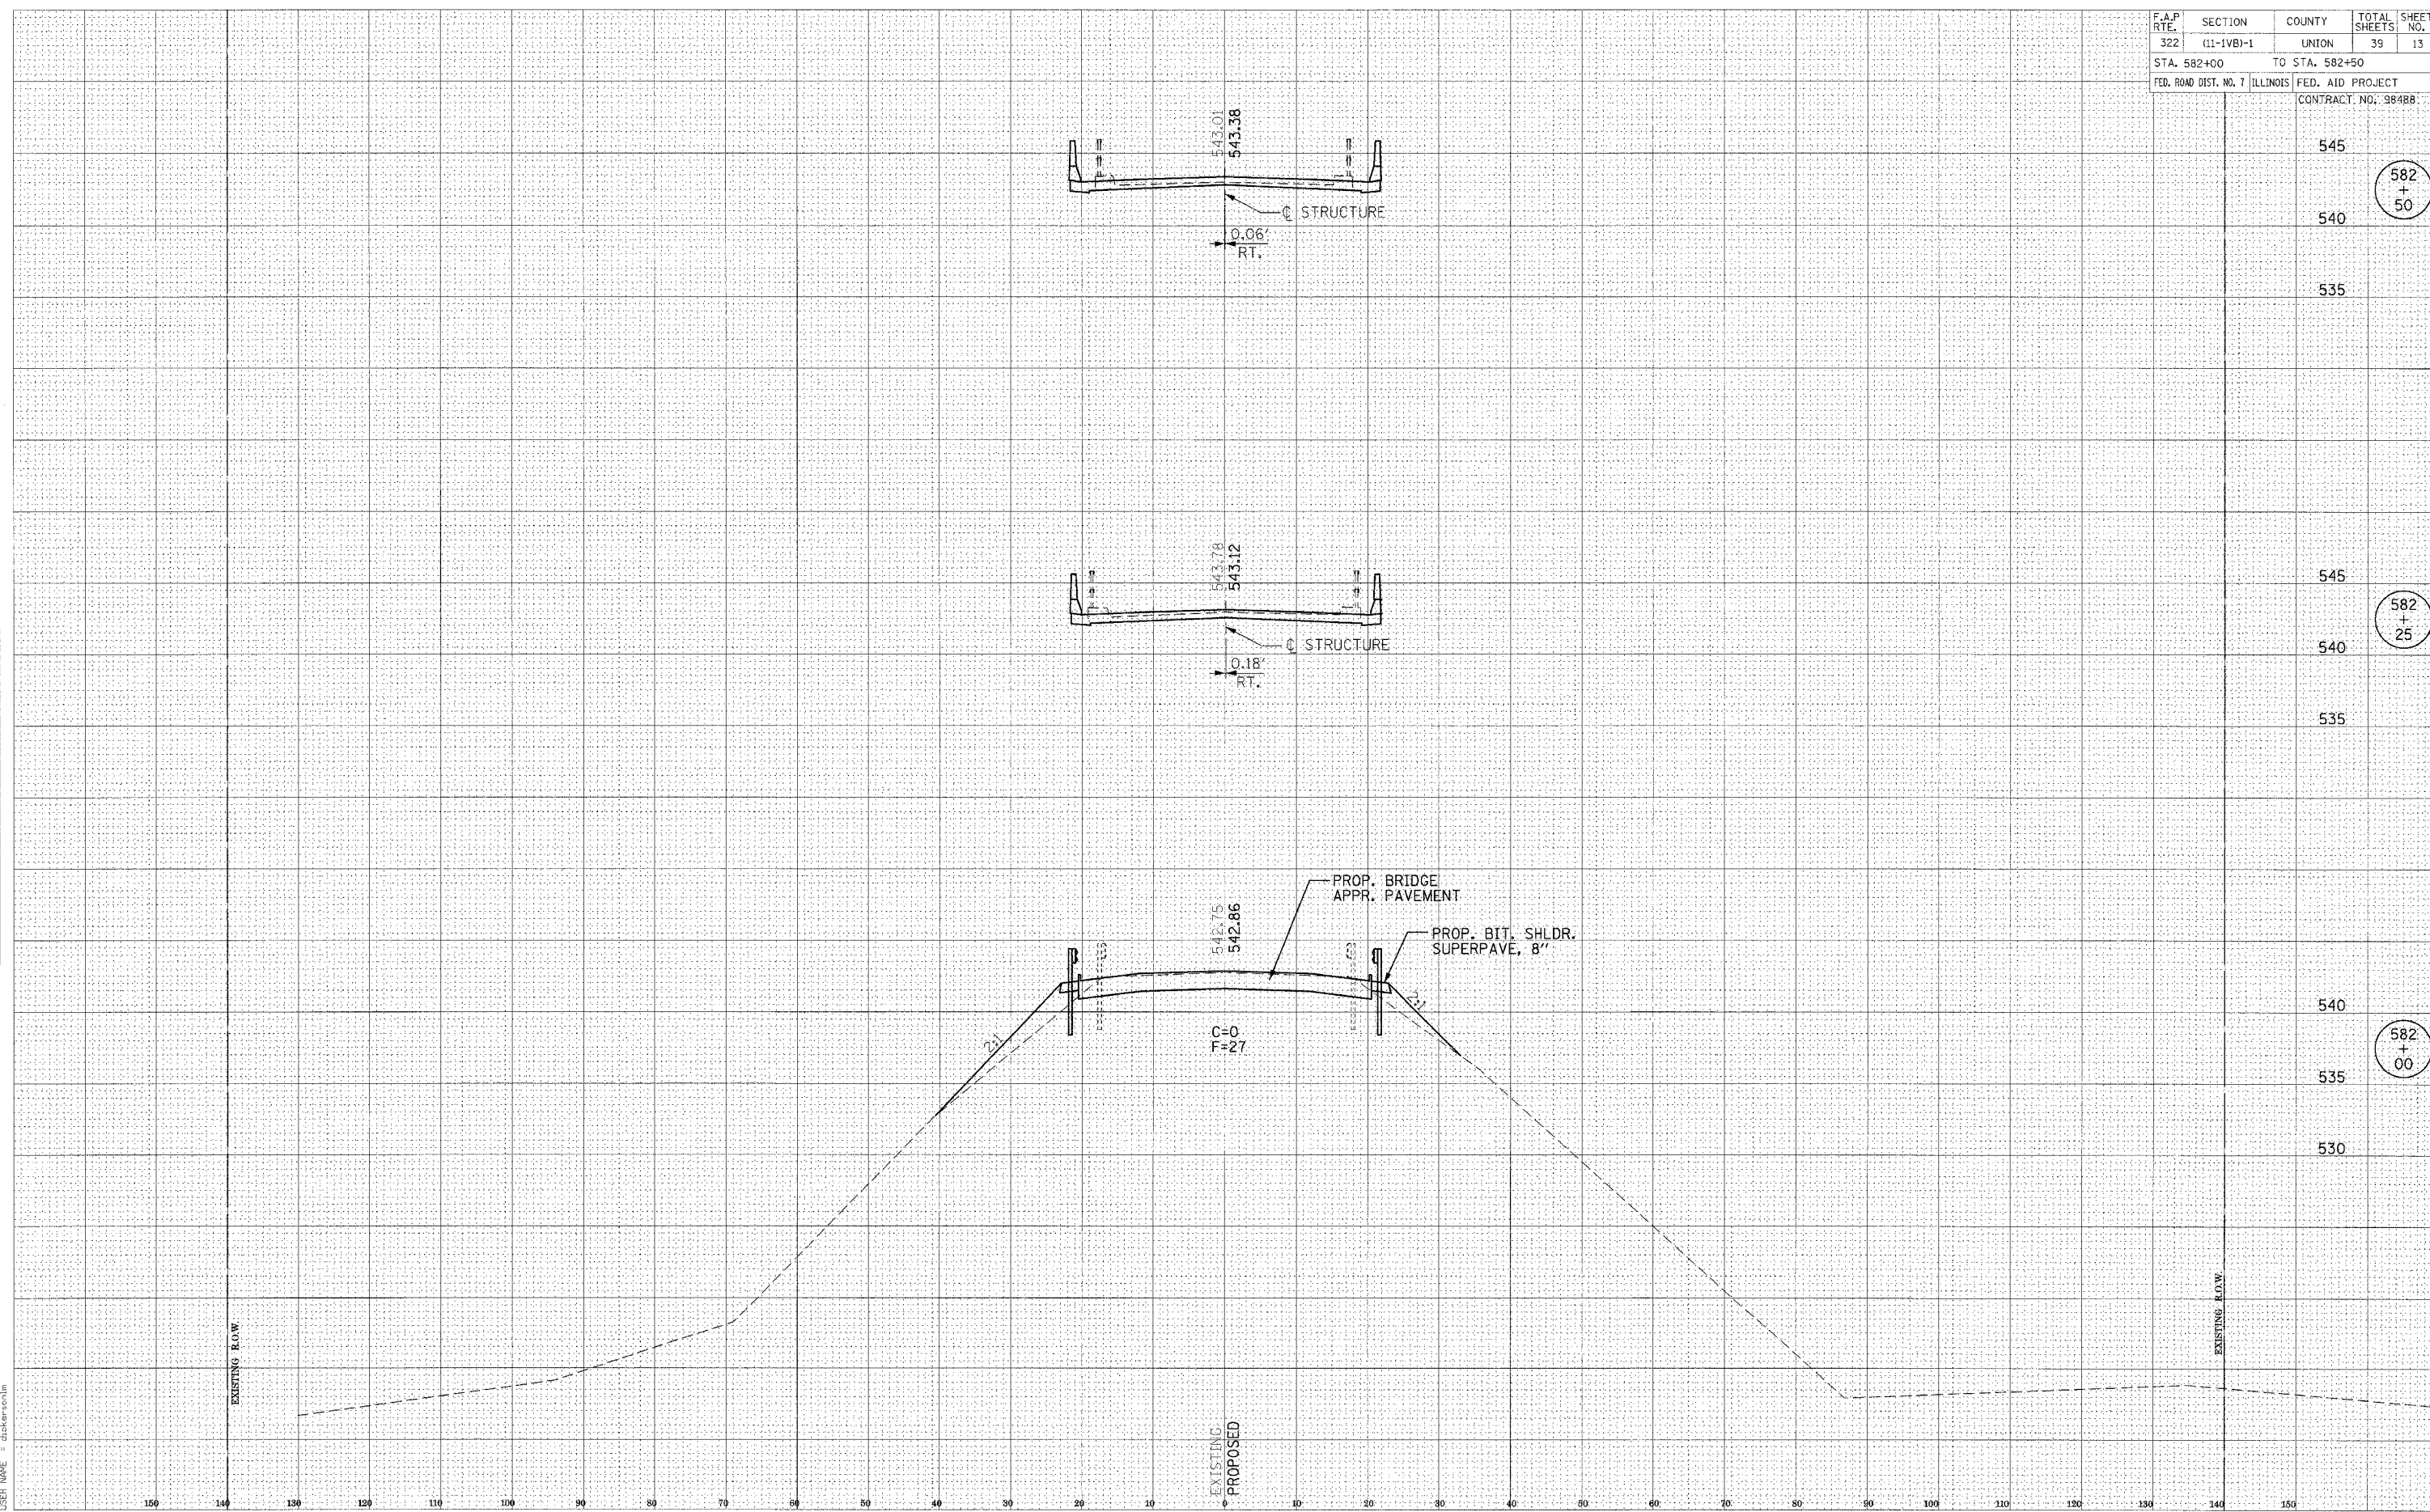 F.A.P. RTE. SECTION COUNTY TOTAL SHEETS SHEET NO.
322 (11-1VB)-1 UNION 39 13
STA. 582+00 TO STA. 582+50
FED. ROAD DIST. NO. 7 ILLINOIS FED. AID PROJECT
CONTRACT NO. 98488
543.01
543.38
545
582
+
50
℄ STRUCTURE
540
0.06'
RT.
535
543.78
543.12
545
582
+
25
℄ STRUCTURE
540
0.18'
RT.
535
PROP. BRIDGE
APPR. PAVEMENT
542.75
542.86
PROP. BIT. SHLDR.
SUPERPAVE, 8"
2:1
2:1
C=0
F=27
540
582
+
00
535
530
EXISTING R.O.W.
EXISTING R.O.W.
EXISTING
PROPOSED
USER NAME = dickersonlm
150 140 130 120 110 100 90 80 70 60 50 40 30 20 10 0 10 20 30 40 50 60 70 80 90 100 110 120 130 140 150